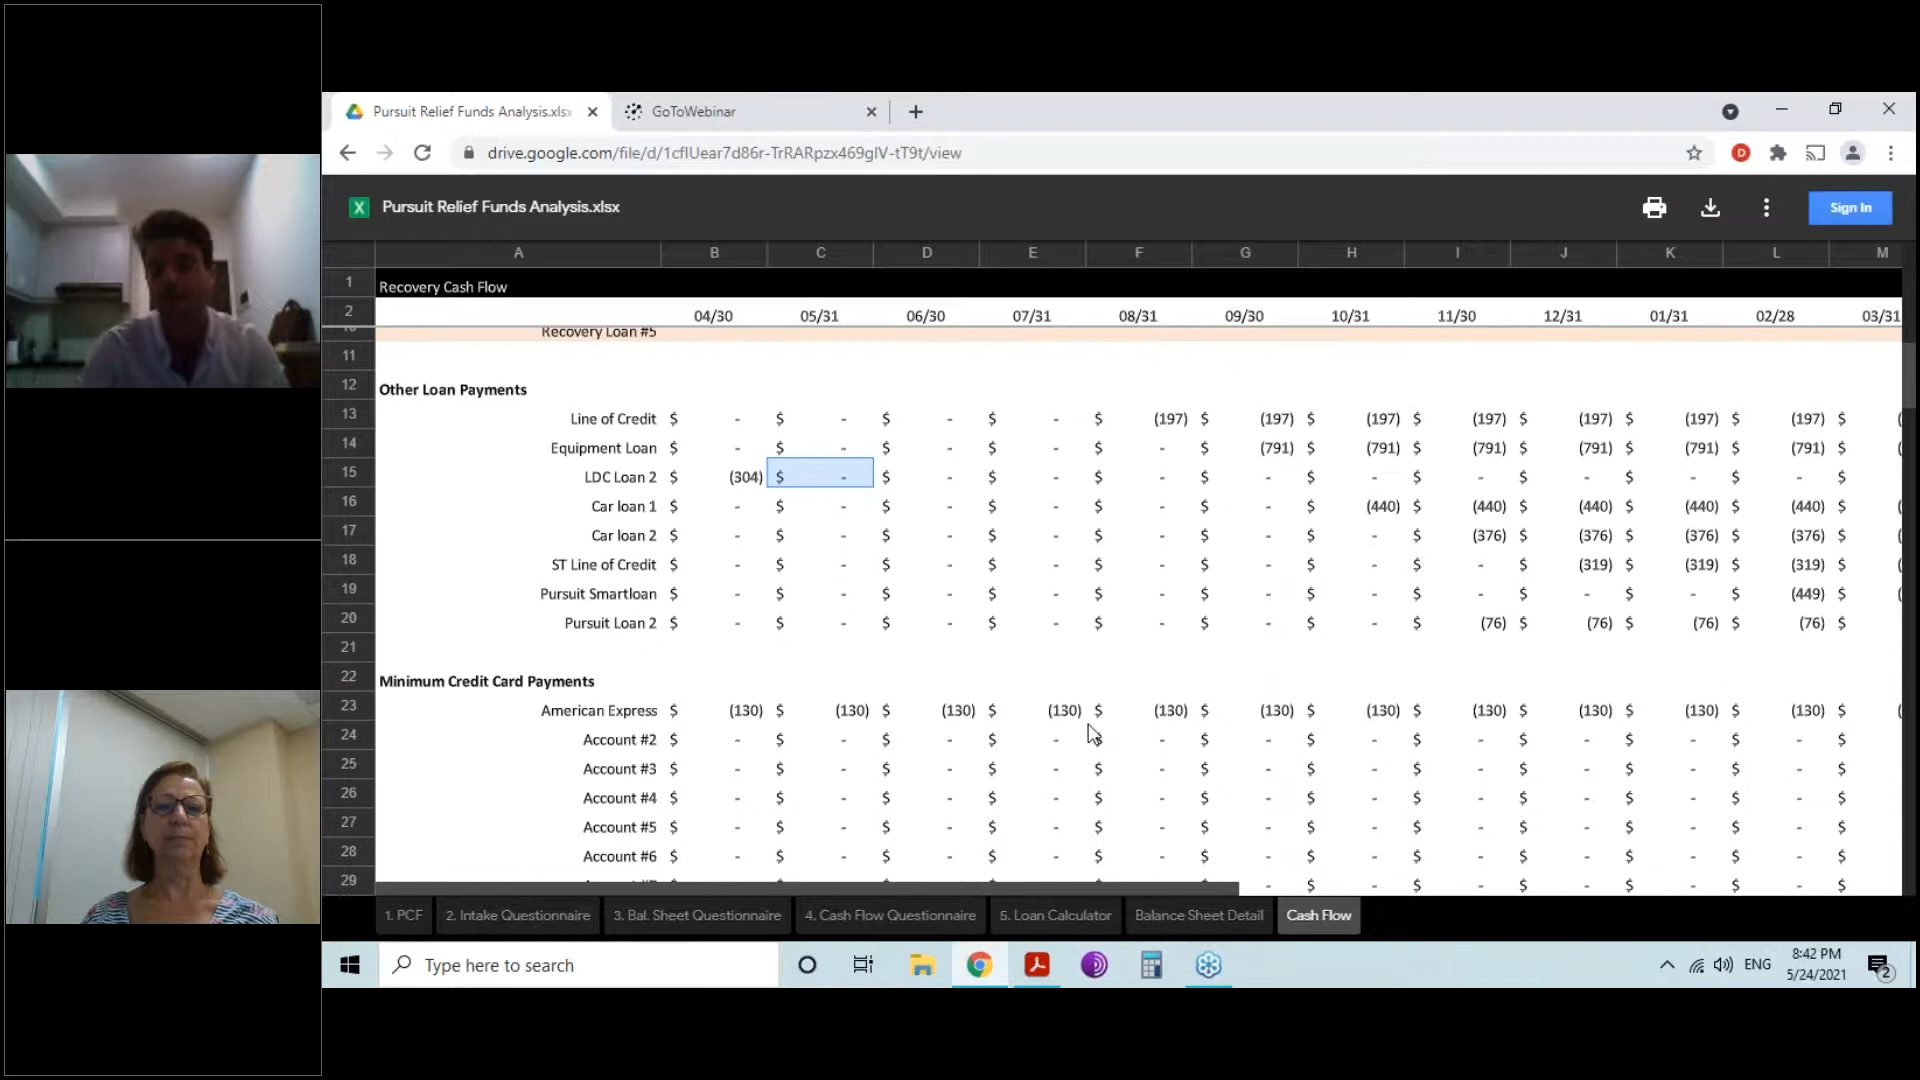 Pursuit Relief Funds Analysis.xlsx
GoToWebinar
drive.google.com/file/d/1cflUear7d86r-TrRARpzx469glV-tT9t/view
Pursuit Relief Funds Analysis.xlsx
Sign In
A B C D E F G H I J K L M
1 Recovery Cash Flow
2 04/30 05/31 06/30 07/31 08/31 09/30 10/31 11/30 12/31 01/31 02/28 03/31
Recovery Loan #5
11
12 Other Loan Payments
13 Line of Credit $ - $ - $ - $ - $ (197) $ (197) $ (197) $ (197) $ (197) $ (197) $ (197) $ (
14 Equipment Loan $ - $ - $ - $ - $ - $ (791) $ (791) $ (791) $ (791) $ (791) $ (791) $ (
15 LDC Loan 2 $ (304) $ - $ - $ - $ - $ - $ - $ - $ - $ - $ - $
16 Car loan 1 $ - $ - $ - $ - $ - $ - $ (440) $ (440) $ (440) $ (440) $ (440) $ (
17 Car loan 2 $ - $ - $ - $ - $ - $ - $ - $ (376) $ (376) $ (376) $ (376) $ (
18 ST Line of Credit $ - $ - $ - $ - $ - $ - $ - $ - $ (319) $ (319) $ (319) $ (
19 Pursuit Smartloan $ - $ - $ - $ - $ - $ - $ - $ - $ - $ - $ (449) $ (
20 Pursuit Loan 2 $ - $ - $ - $ - $ - $ - $ - $ (76) $ (76) $ (76) $ (76) $
21
22 Minimum Credit Card Payments
23 American Express $ (130) $ (130) $ (130) $ (130) $ (130) $ (130) $ (130) $ (130) $ (130) $ (130) $ (130) $ (
24 Account #2 $ - $ - $ - $ - $ - $ - $ - $ - $ - $ - $ - $
25 Account #3 $ - $ - $ - $ - $ - $ - $ - $ - $ - $ - $ - $
26 Account #4 $ - $ - $ - $ - $ - $ - $ - $ - $ - $ - $ - $
27 Account #5 $ - $ - $ - $ - $ - $ - $ - $ - $ - $ - $ - $
28 Account #6 $ - $ - $ - $ - $ - $ - $ - $ - $ - $ - $ - $
29 - $ - $ - $ - $ - $ - $
1. PCF 2. Intake Questionnaire 3. Bal. Sheet Questionnaire 4. Cash Flow Questionnaire 5. Loan Calculator Balance Sheet Detail Cash Flow
Type here to search
ENG
8:42 PM
5/24/2021
2